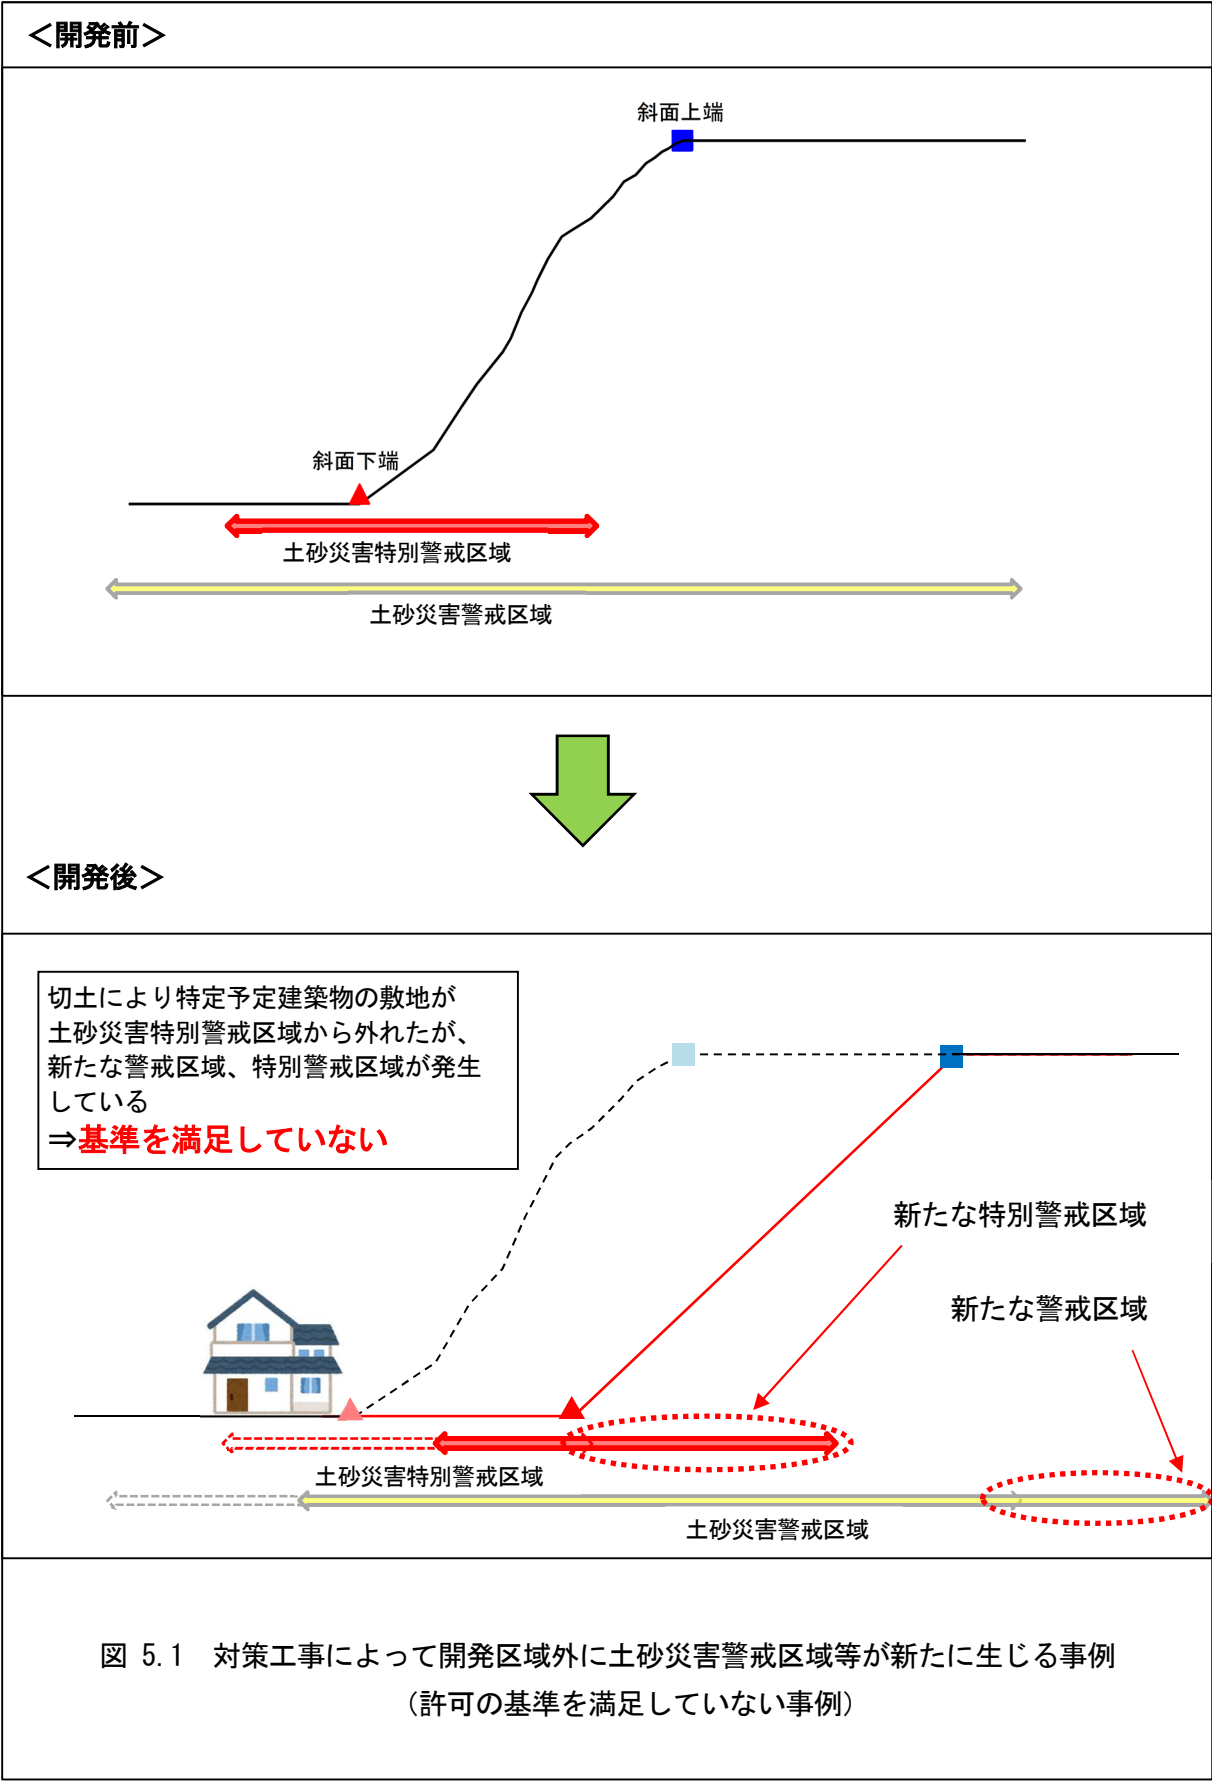 ＜開発前＞
斜面上端
斜面下端
土砂災害特別警戒区域
土砂災害警戒区域
＜開発後＞
切土により特定予定建築物の敷地が
土砂災害特別警戒区域から外れたが、
新たな警戒区域、特別警戒区域が発生
している
⇒基準を満足していない
新たな特別警戒区域
新たな警戒区域
土砂災害特別警戒区域
土砂災害警戒区域
図 5.1　対策工事によって開発区域外に土砂災害警戒区域等が新たに生じる事例
（許可の基準を満足していない事例）